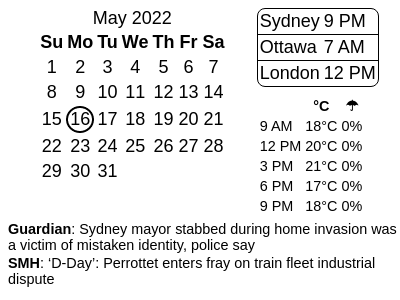 May 2022
Su Mo Tu We Th Fr Sa
1 2 3 4 5 6 7
8 9 10 11 12 13 14
15 16 17 18 19 20 21
22 23 24 25 26 27 28
29 30 31
Sydney 9 PM
Ottawa 7 AM
London 12 PM
°C ☂
9 AM 18°C 0%
12 PM 20°C 0%
3 PM 21°C 0%
6 PM 17°C 0%
9 PM 18°C 0%
Guardian: Sydney mayor stabbed during home invasion was
a victim of mistaken identity, police say
SMH: ‘D-Day’: Perrottet enters fray on train fleet industrial
dispute